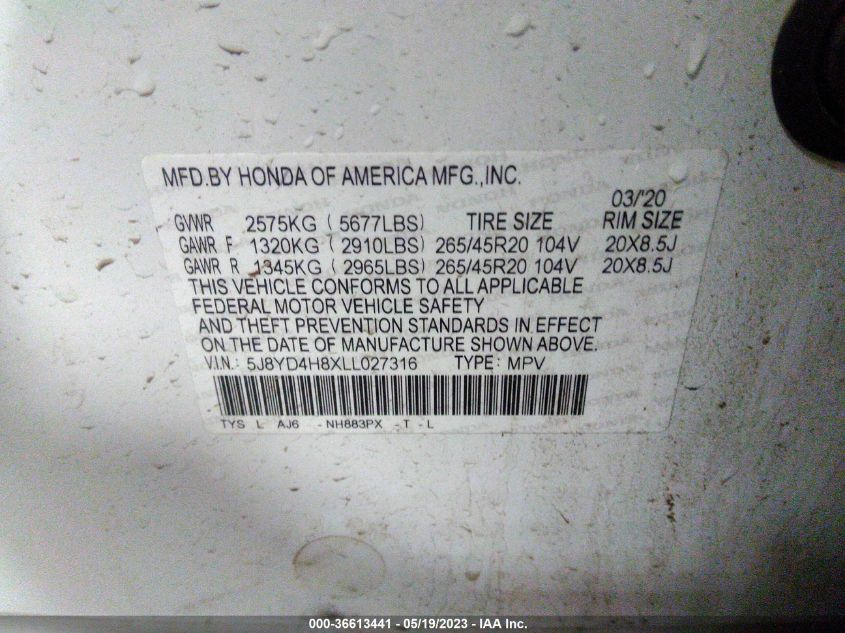 MFD.BY HONDA OF AMERICA MFG.,INC.
03/'20
GVWR 2575KG ( 5677LBS) TIRE SIZE RIM SIZE
GAWR F 1320KG ( 2910LBS) 265/45R20 104V 20X8.5J
GAWR R 1345KG ( 2965LBS) 265/45R20 104V 20X8.5J
THIS VEHICLE CONFORMS TO ALL APPLICABLE
FEDERAL MOTOR VEHICLE SAFETY
AND THEFT PREVENTION STANDARDS IN EFFECT
ON THE DATE OF MANUFACTURE SHOWN ABOVE.
V.I.N.: 5J8YD4H8XLL027316 TYPE: MPV
TYS L AJ6 -NH883PX -T -L
000-36613441 - 05/19/2023 - IAA Inc.